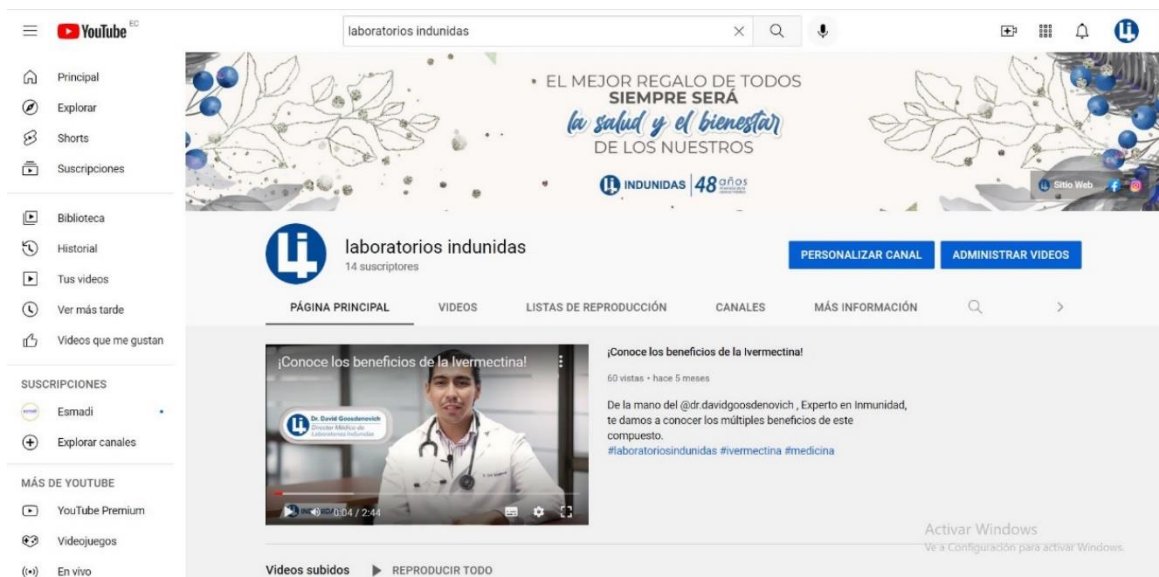 YouTube EC
laboratorios indunidas
Principal
Explorar
Shorts
Suscripciones
Biblioteca
Historial
Tus videos
Ver más tarde
Videos que me gustan
SUSCRIPCIONES
Esmadi
Explorar canales
MÁS DE YOUTUBE
YouTube Premium
Videojuegos
En vivo
EL MEJOR REGALO DE TODOS
SIEMPRE SERÁ
la salud y el bienestar
DE LOS NUESTROS
INDUNIDAS 48 años
Sitio Web
laboratorios indunidas
14 suscriptores
PERSONALIZAR CANAL
ADMINISTRAR VIDEOS
PÁGINA PRINCIPAL
VIDEOS
LISTAS DE REPRODUCCIÓN
CANALES
MÁS INFORMACIÓN
¡Conoce los beneficios de la Ivermectina!
Dr. David Goosdenovich
Director Médico de
Laboratorios Indunidas
0:04 / 2:44
¡Conoce los beneficios de la Ivermectina!
60 vistas • hace 5 meses
De la mano del @dr.davidgoosdenovich , Experto en Inmunidad,
te damos a conocer los múltiples beneficios de este
compuesto.
#laboratoriosindunidas #ivermectina #medicina
Activar Windows
Ve a Configuración para activar Windows.
Videos subidos
REPRODUCIR TODO